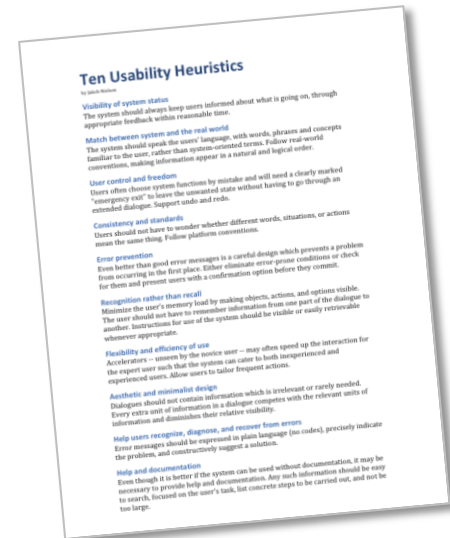 Ten Usability Heuristics
by Jakob Nielsen
Visibility of system status
The system should always keep users informed about what is going on, through
appropriate feedback within reasonable time.
Match between system and the real world
The system should speak the users' language, with words, phrases and concepts
familiar to the user, rather than system-oriented terms. Follow real-world
conventions, making information appear in a natural and logical order.
User control and freedom
Users often choose system functions by mistake and will need a clearly marked
"emergency exit" to leave the unwanted state without having to go through an
extended dialogue. Support undo and redo.
Consistency and standards
Users should not have to wonder whether different words, situations, or actions
mean the same thing. Follow platform conventions.
Error prevention
Even better than good error messages is a careful design which prevents a problem
from occurring in the first place. Either eliminate error-prone conditions or check
for them and present users with a confirmation option before they commit.
Recognition rather than recall
Minimize the user's memory load by making objects, actions, and options visible.
The user should not have to remember information from one part of the dialogue to
another. Instructions for use of the system should be visible or easily retrievable
whenever appropriate.
Flexibility and efficiency of use
Accelerators -- unseen by the novice user -- may often speed up the interaction for
the expert user such that the system can cater to both inexperienced and
experienced users. Allow users to tailor frequent actions.
Aesthetic and minimalist design
Dialogues should not contain information which is irrelevant or rarely needed.
Every extra unit of information in a dialogue competes with the relevant units of
information and diminishes their relative visibility.
Help users recognize, diagnose, and recover from errors
Error messages should be expressed in plain language (no codes), precisely indicate
the problem, and constructively suggest a solution.
Help and documentation
Even though it is better if the system can be used without documentation, it may be
necessary to provide help and documentation. Any such information should be easy
to search, focused on the user's task, list concrete steps to be carried out, and not be
too large.